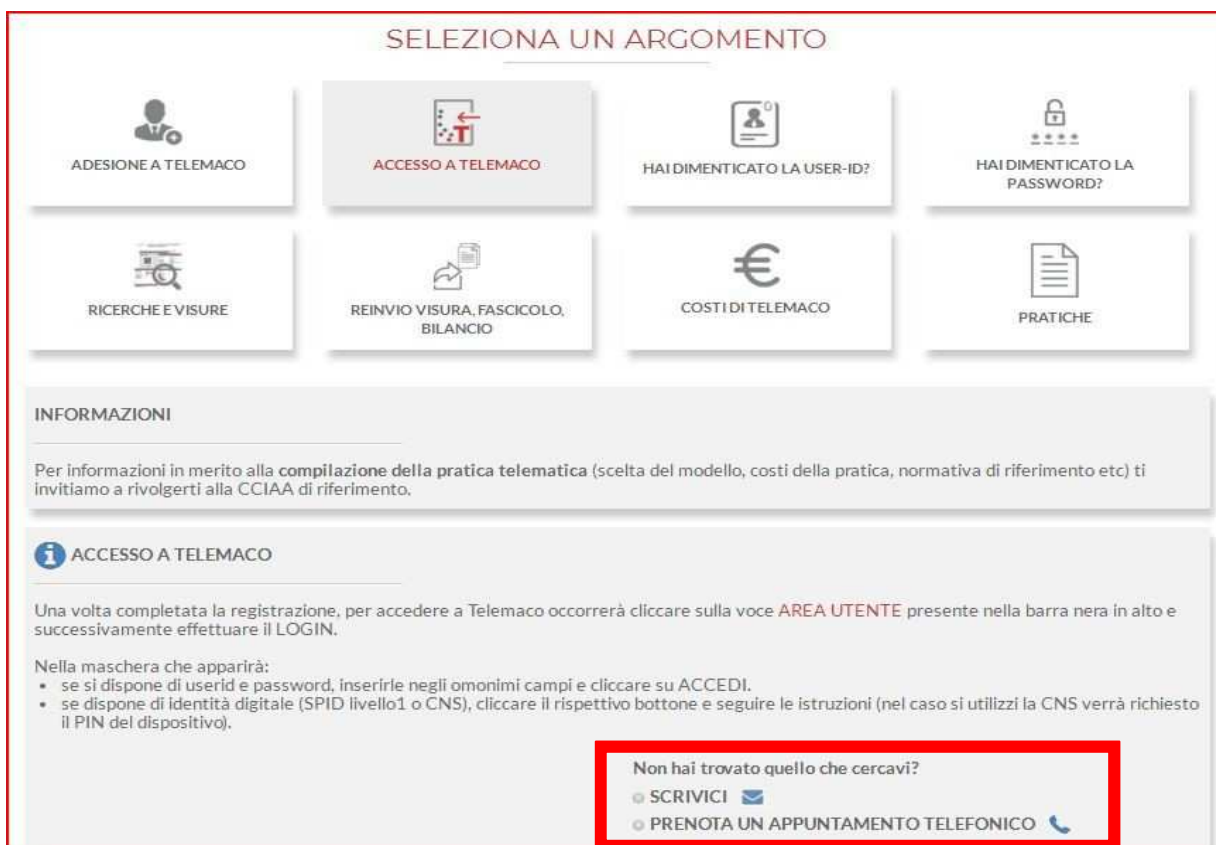 SELEZIONA UN ARGOMENTO
ADESIONE A TELEMACO
ACCESSO A TELEMACO
HAI DIMENTICATO LA USER-ID?
HAI DIMENTICATO LA
PASSWORD?
RICERCHE E VISURE
REINVIO VISURA, FASCICOLO,
BILANCIO
COSTI DI TELEMACO
PRATICHE
INFORMAZIONI
Per informazioni in merito alla compilazione della pratica telematica (scelta del modello, costi della pratica, normativa di riferimento etc) ti
invitiamo a rivolgerti alla CCIAA di riferimento.
ACCESSO A TELEMACO
Una volta completata la registrazione, per accedere a Telemaco occorrerà cliccare sulla voce AREA UTENTE presente nella barra nera in alto e
successivamente effettuare il LOGIN.
Nella maschera che apparirà:
• se si dispone di userid e password, inserirle negli omonimi campi e cliccare su ACCEDI.
• se dispone di identità digitale (SPID livello1 o CNS), cliccare il rispettivo bottone e seguire le istruzioni (nel caso si utilizzi la CNS verrà richiesto
il PIN del dispositivo).
Non hai trovato quello che cercavi?
SCRIVICI
PRENOTA UN APPUNTAMENTO TELEFONICO